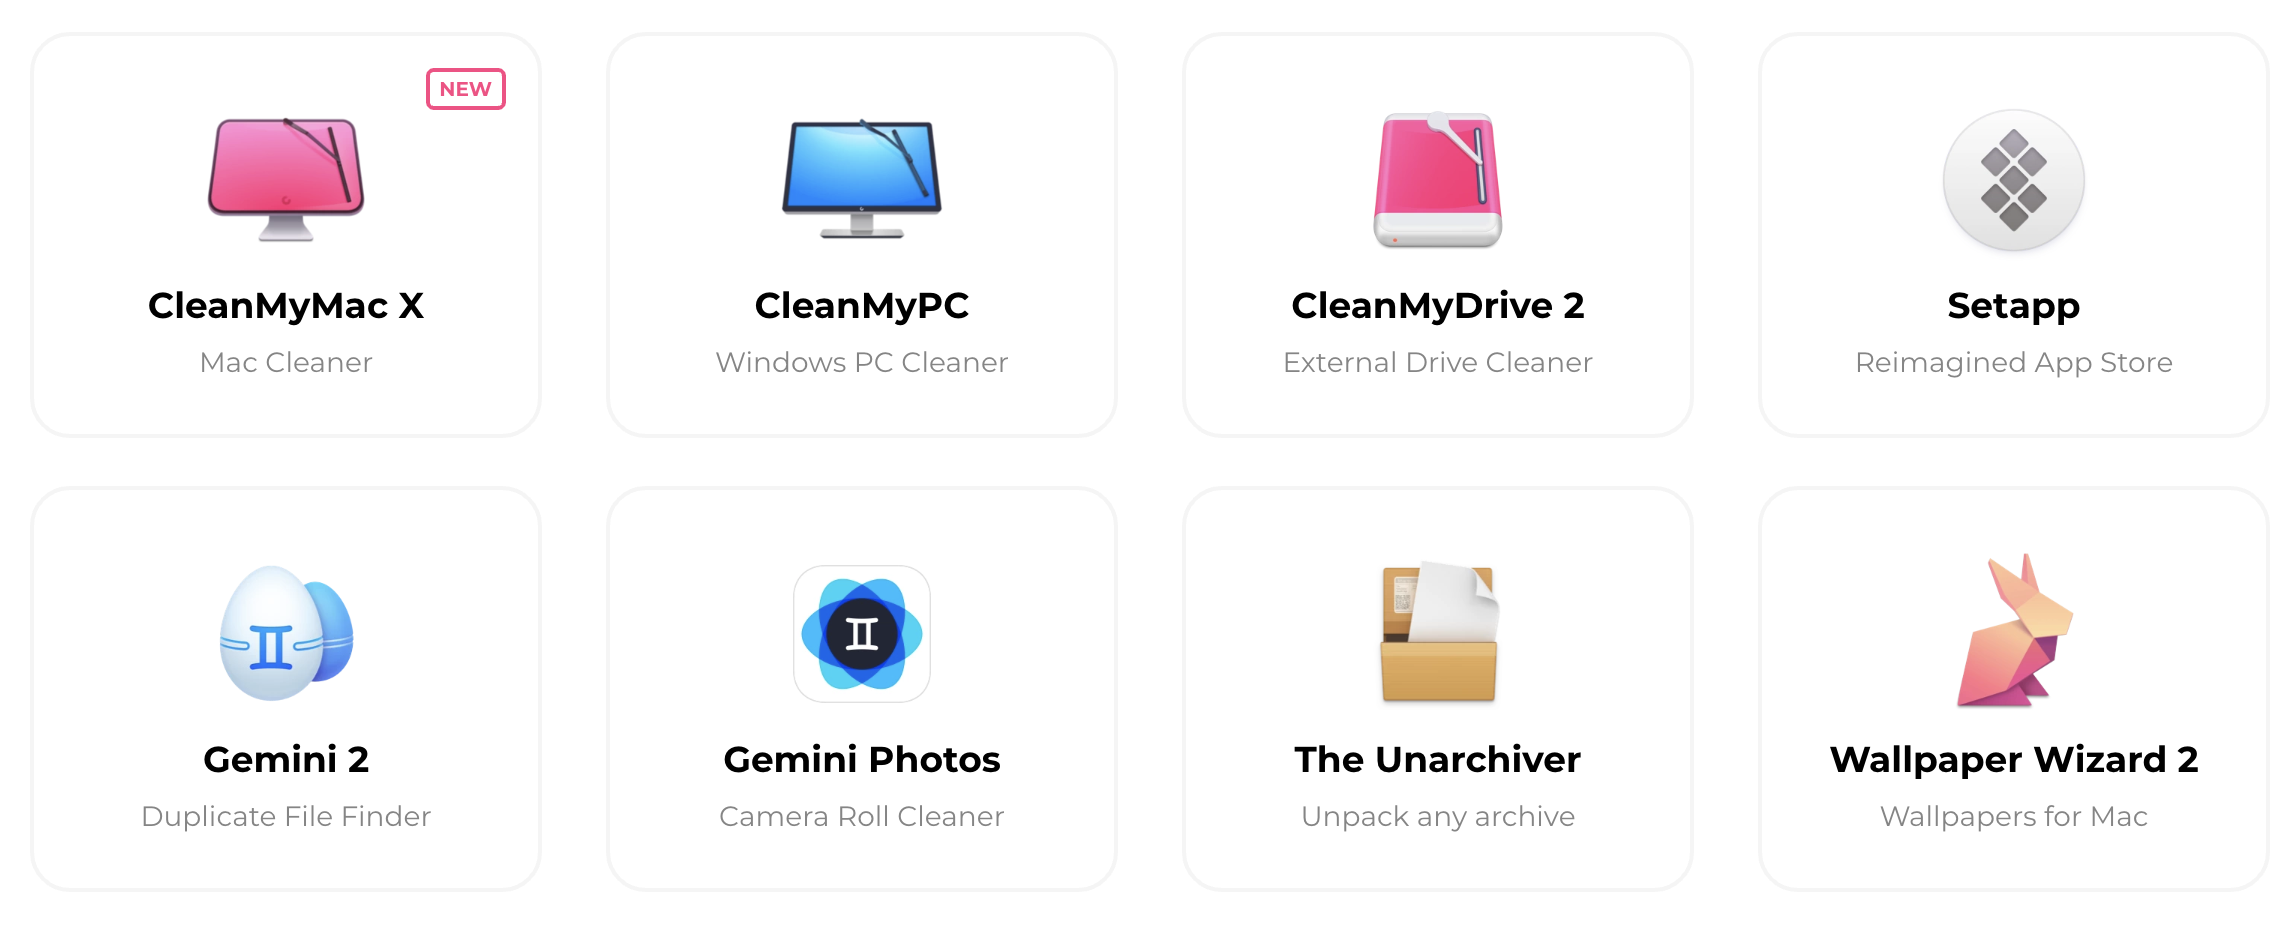 NEW
CleanMyMac X
Mac Cleaner
CleanMyPC
Windows PC Cleaner
CleanMyDrive 2
External Drive Cleaner
Setapp
Reimagined App Store
Gemini 2
Duplicate File Finder
Gemini Photos
Camera Roll Cleaner
The Unarchiver
Unpack any archive
Wallpaper Wizard 2
Wallpapers for Mac